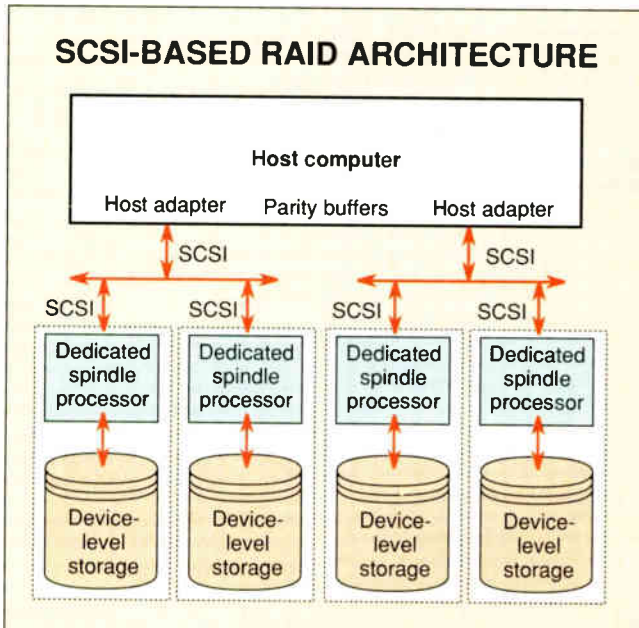 SCSI-BASED RAID ARCHITECTURE
Host computer
Host adapter Parity buffers Host adapter
SCSI SCSI
SCSI SCSI SCSI SCSI
Dedicated Dedicated Dedicated Dedicated
spindle spindle spindle spindle
processor processor processor processor
Device- Device- Device- Device-
level level level level
storage storage storage storage